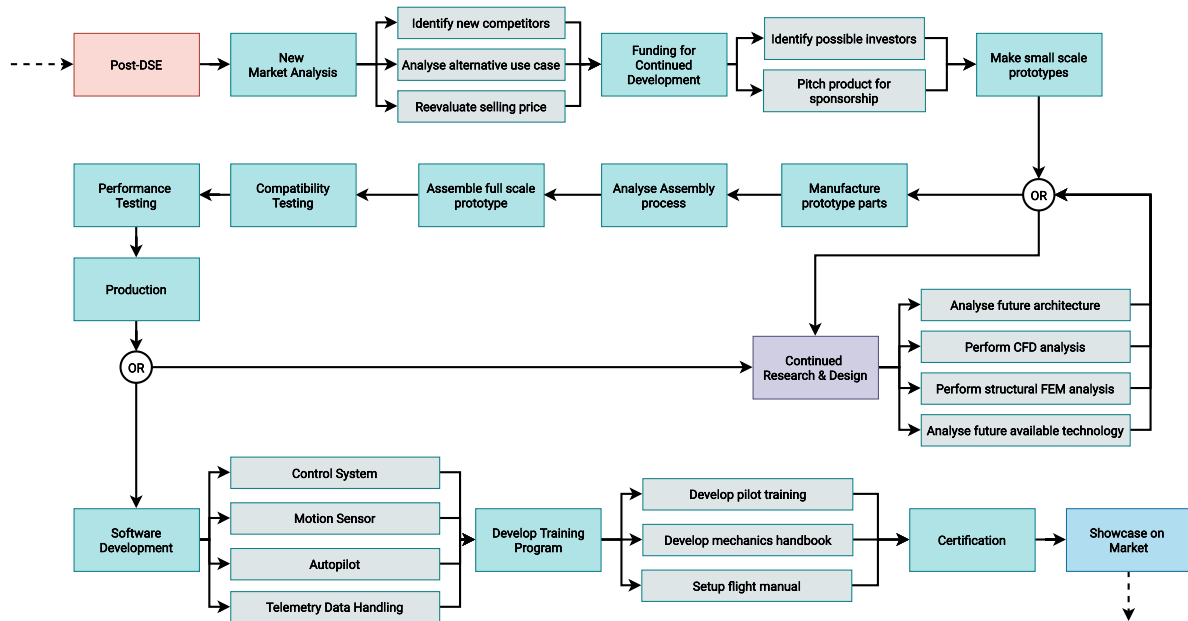 Post-DSE
New
Market Analysis
Identify new competitors
Analyse alternative use case
Reevaluate selling price
Funding for
Continued
Development
Identify possible investors
Pitch product for
sponsorship
Make small scale
prototypes
Performance
Testing
Compatibility
Testing
Assemble full scale
prototype
Analyse Assembly
process
Manufacture
prototype parts
OR
Production
OR
Continued
Research & Design
Analyse future architecture
Perform CFD analysis
Perform structural FEM analysis
Analyse future available technology
Software
Development
Control System
Motion Sensor
Autopilot
Telemetry Data Handling
Develop Training
Program
Develop pilot training
Develop mechanics handbook
Setup flight manual
Certification
Showcase on
Market